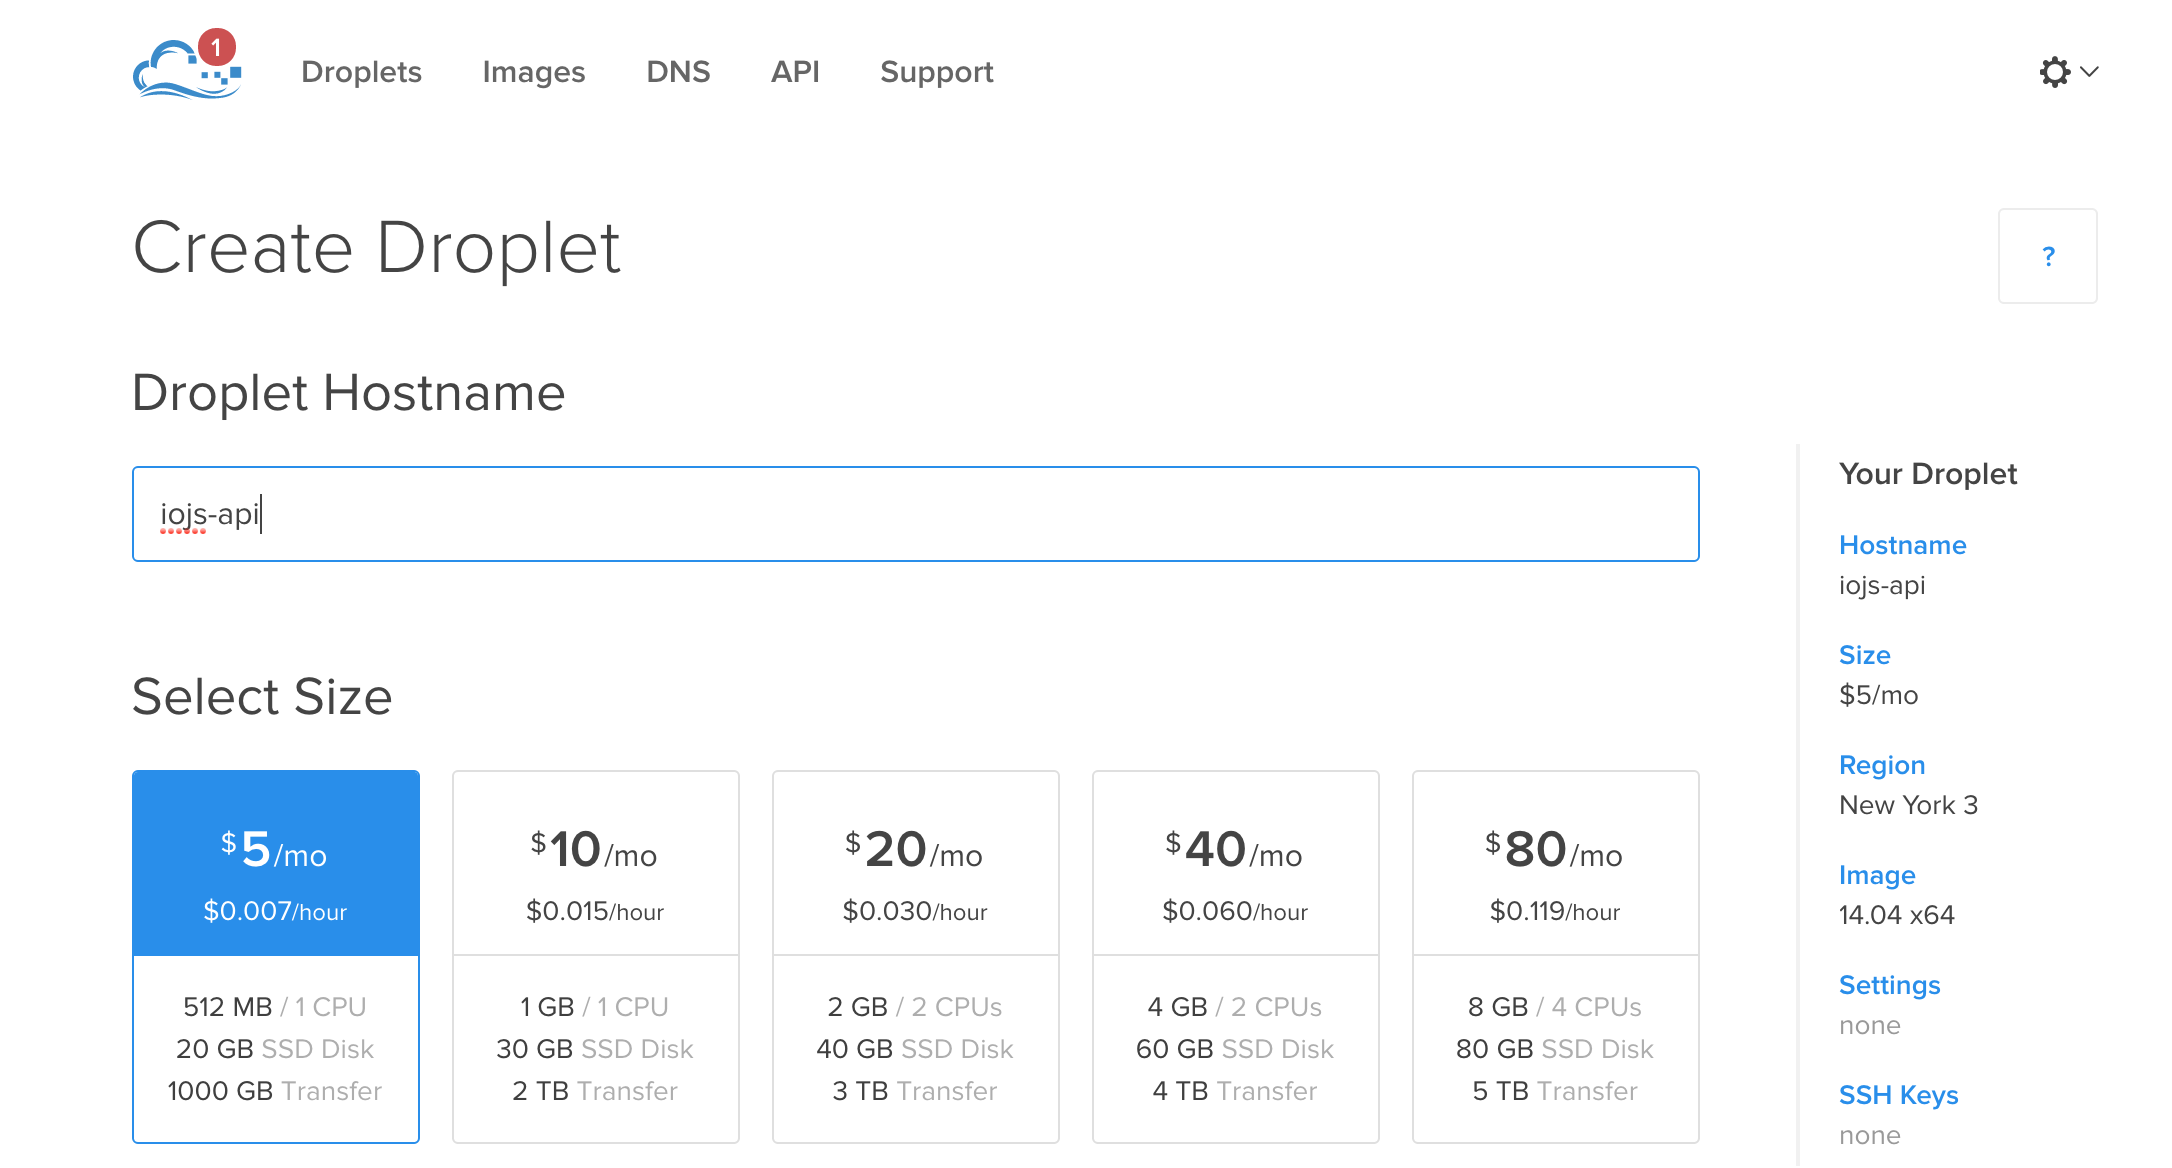 1
Droplets Images DNS API Support
Create Droplet
?
Droplet Hostname
iojs-api
Select Size
$5/mo
$0.007/hour
512 MB / 1 CPU
20 GB SSD Disk
1000 GB Transfer
$10/mo
$0.015/hour
1 GB / 1 CPU
30 GB SSD Disk
2 TB Transfer
$20/mo
$0.030/hour
2 GB / 2 CPUs
40 GB SSD Disk
3 TB Transfer
$40/mo
$0.060/hour
4 GB / 2 CPUs
60 GB SSD Disk
4 TB Transfer
$80/mo
$0.119/hour
8 GB / 4 CPUs
80 GB SSD Disk
5 TB Transfer
Your Droplet
Hostname
iojs-api
Size
$5/mo
Region
New York 3
Image
14.04 x64
Settings
none
SSH Keys
none